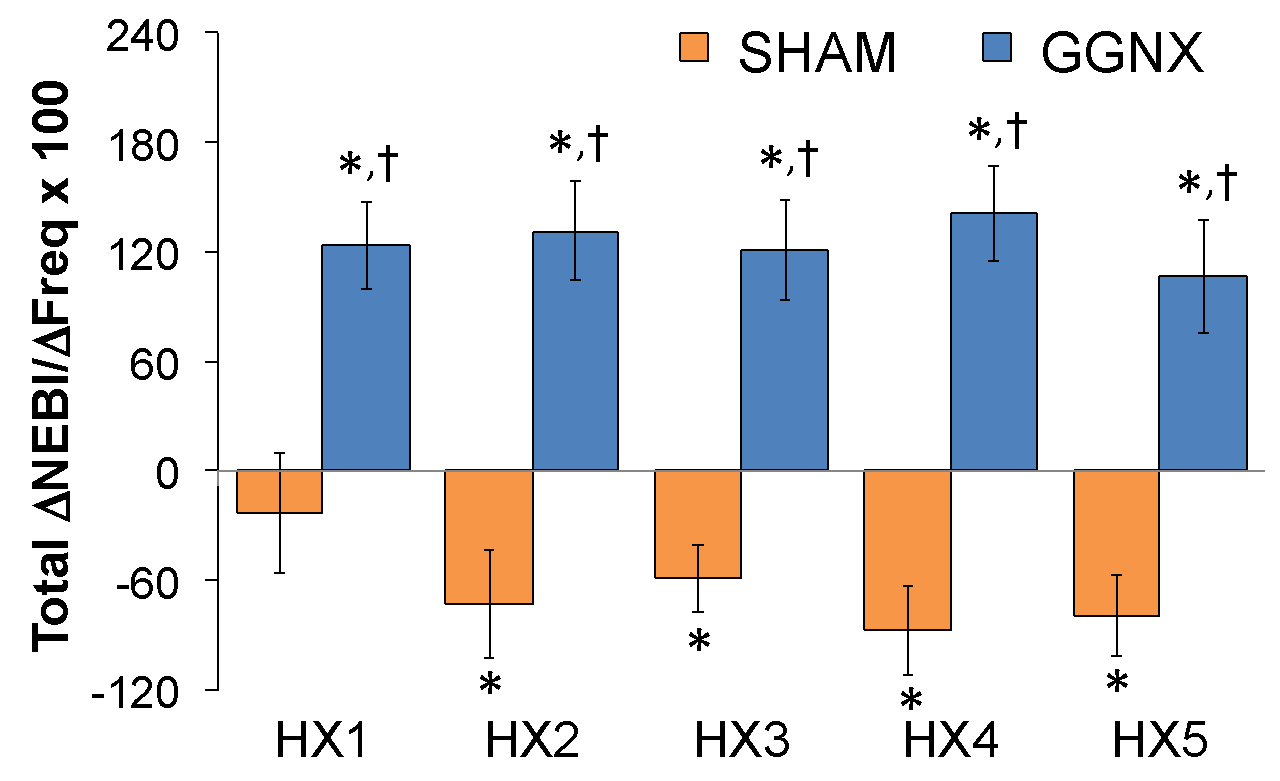 Total ΔNEBI/ΔFreq x 100
240
180
120
60
0
-60
-120
SHAM
GGNX
*,†
*,†
*,†
*,†
*,†
*
*
*
*
HX1
HX2
HX3
HX4
HX5